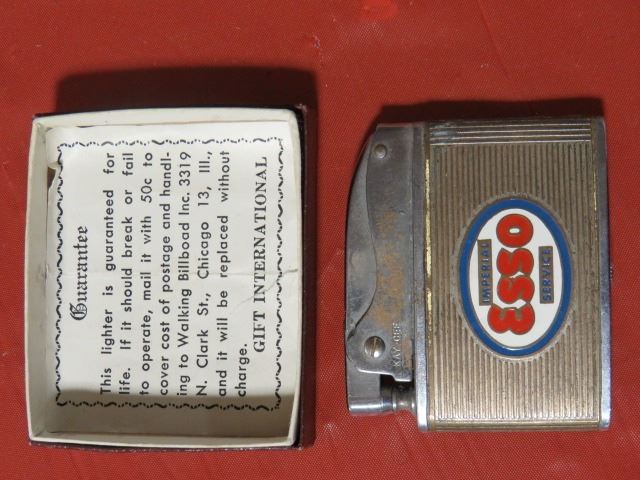 Guarantee
This lighter is guaranteed for
life. If it should break or fail
to operate, mail it with 50c to
cover cost of postage and handl-
ing to Walking Billboad Inc. 3319
N. Clark St., Chicago 13, Ill.,
and it will be replaced without
charge.
GIFT INTERNATIONAL
IMPERIAL
ESSO
SERVICE